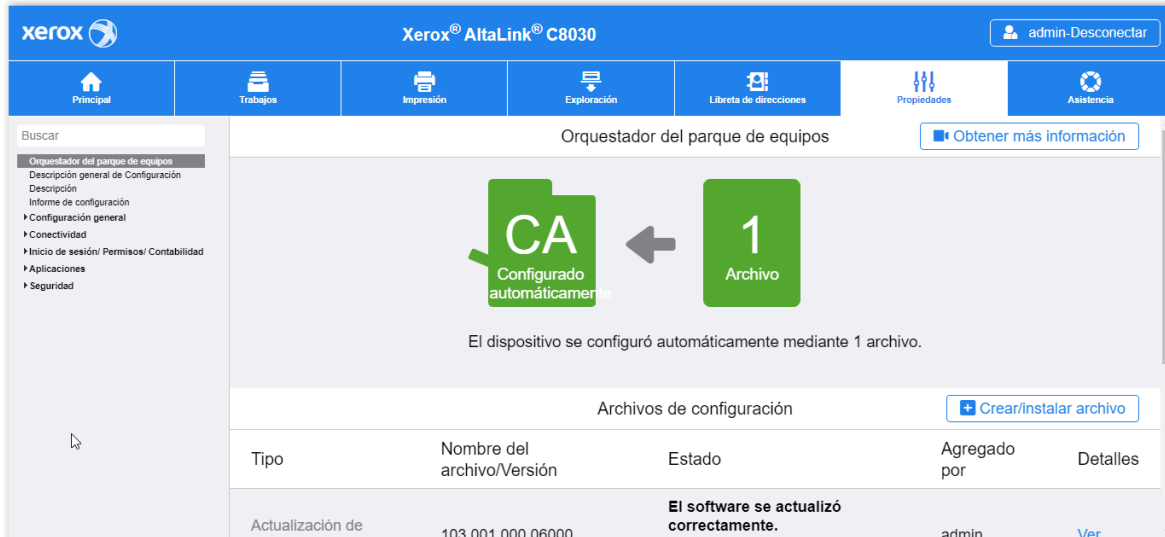 xerox
Xerox® AltaLink® C8030
admin-Desconectar
Principal
Trabajos
Impresión
Exploración
Libreta de direcciones
Propiedades
Asistencia
Buscar
Orquestador del parque de equipos
Descripción general de Configuración
Descripción
Informe de configuración
Configuración general
Conectividad
Inicio de sesión/ Permisos/ Contabilidad
Aplicaciones
Seguridad
Orquestador del parque de equipos
Obtener más información
CA
Configurado
automáticamente
1
Archivo
El dispositivo se configuró automáticamente mediante 1 archivo.
Archivos de configuración
Crear/instalar archivo
Tipo
Nombre del
archivo/Versión
Estado
Agregado
por
Detalles
Actualización de
103.001.000.06000
El software se actualizó
correctamente.
admin
Ver